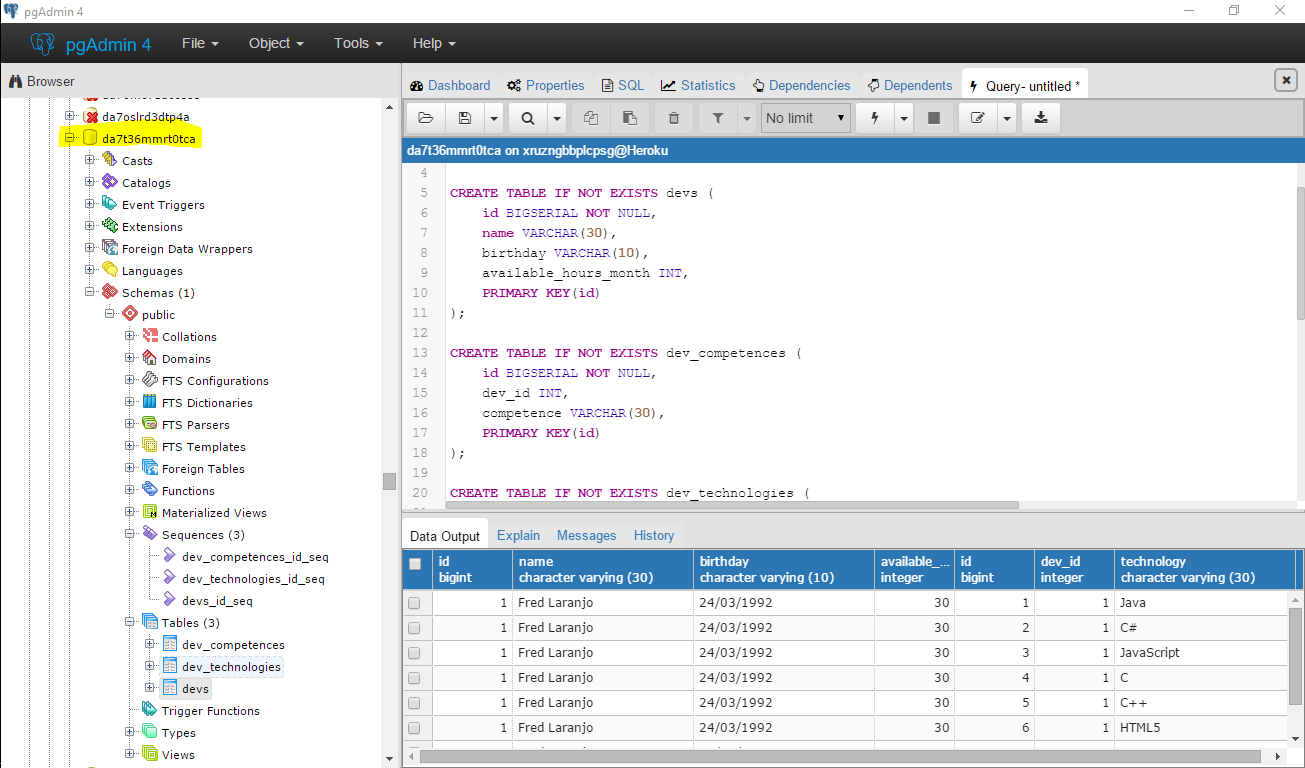 pgAdmin 4
pgAdmin 4 File Object Tools Help
Browser
da7oslrd3dtp4a
da7t36mmrt0tca
Casts
Catalogs
Event Triggers
Extensions
Foreign Data Wrappers
Languages
Schemas (1)
public
Collations
Domains
FTS Configurations
FTS Dictionaries
FTS Parsers
FTS Templates
Foreign Tables
Functions
Materialized Views
Sequences (3)
dev_competences_id_seq
dev_technologies_id_seq
devs_id_seq
Tables (3)
dev_competences
dev_technologies
devs
Trigger Functions
Types
Views
Dashboard Properties SQL Statistics Dependencies Dependents Query- untitled *
No limit
da7t36mmrt0tca on xruzngbbplcpsg@Heroku
4
5 CREATE TABLE IF NOT EXISTS devs (
6 id BIGSERIAL NOT NULL,
7 name VARCHAR(30),
8 birthday VARCHAR(10),
9 available_hours_month INT,
10 PRIMARY KEY(id)
11 );
12
13 CREATE TABLE IF NOT EXISTS dev_competences (
14 id BIGSERIAL NOT NULL,
15 dev_id INT,
16 competence VARCHAR(30),
17 PRIMARY KEY(id)
18 );
19
20 CREATE TABLE IF NOT EXISTS dev_technologies (
Data Output Explain Messages History
id name birthday available_... id dev_id technology
bigint character varying (30) character varying (10) integer bigint integer character varying (30)
1 Fred Laranjo 24/03/1992 30 1 1 Java
1 Fred Laranjo 24/03/1992 30 2 1 C#
1 Fred Laranjo 24/03/1992 30 3 1 JavaScript
1 Fred Laranjo 24/03/1992 30 4 1 C
1 Fred Laranjo 24/03/1992 30 5 1 C++
1 Fred Laranjo 24/03/1992 30 6 1 HTML5